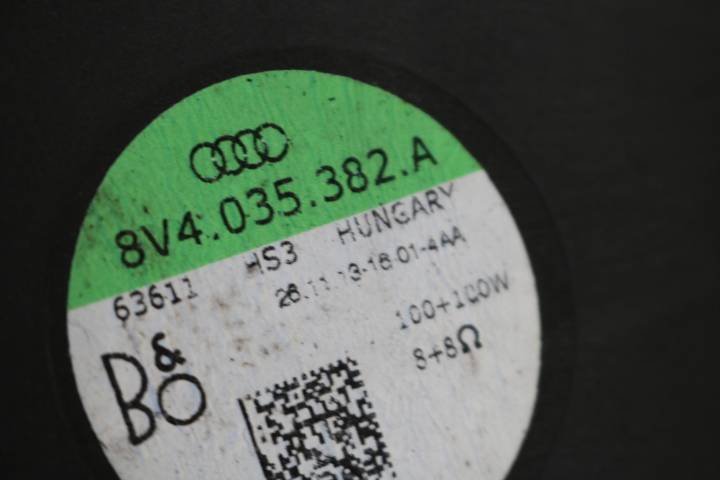 8V4.035.382.A
63611 HS3 HUNGARY
26.11.13-16:01-4AA
100+100W
B&O 8+8Ω